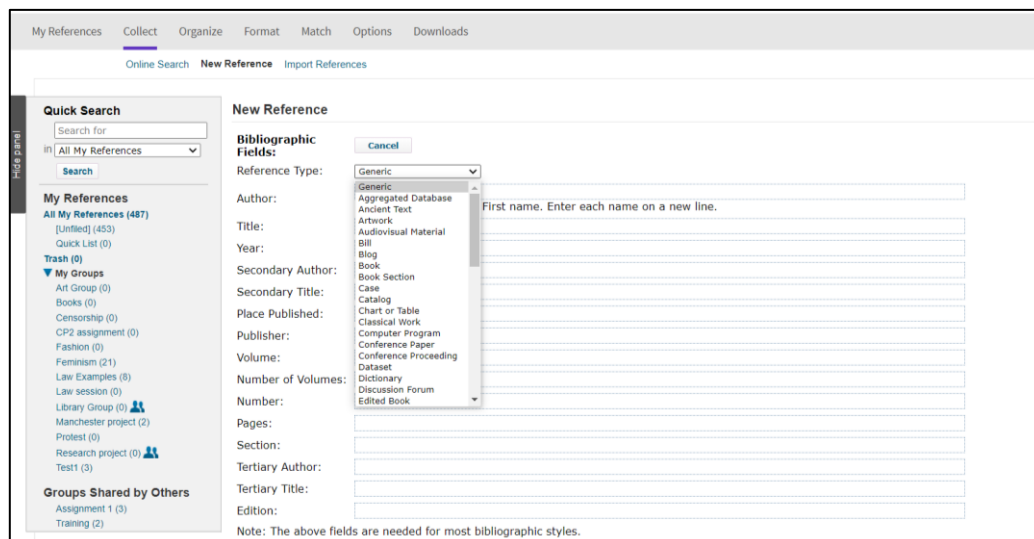 My References Collect Organize Format Match Options Downloads
Online Search New Reference Import References
Hide panel
Quick Search
Search for
in All My References
Search
My References
All My References (487)
[Unfiled] (453)
Quick List (0)
Trash (0)
My Groups
Art Group (0)
Books (0)
Censorship (0)
CP2 assignment (0)
Fashion (0)
Feminism (21)
Law Examples (8)
Law session (0)
Library Group (0)
Manchester project (2)
Protest (0)
Research project (0)
Test1 (3)
Groups Shared by Others
Assignment 1 (3)
Training (2)
New Reference
Bibliographic
Fields:
Cancel
Reference Type: Generic
Generic
Aggregated Database
Ancient Text
Artwork
Audiovisual Material
Bill
Blog
Book
Book Section
Case
Catalog
Chart or Table
Classical Work
Computer Program
Conference Paper
Conference Proceeding
Dataset
Dictionary
Discussion Forum
Edited Book
Author:
First name. Enter each name on a new line.
Title:
Year:
Secondary Author:
Secondary Title:
Place Published:
Publisher:
Volume:
Number of Volumes:
Number:
Pages:
Section:
Tertiary Author:
Tertiary Title:
Edition:
Note: The above fields are needed for most bibliographic styles.